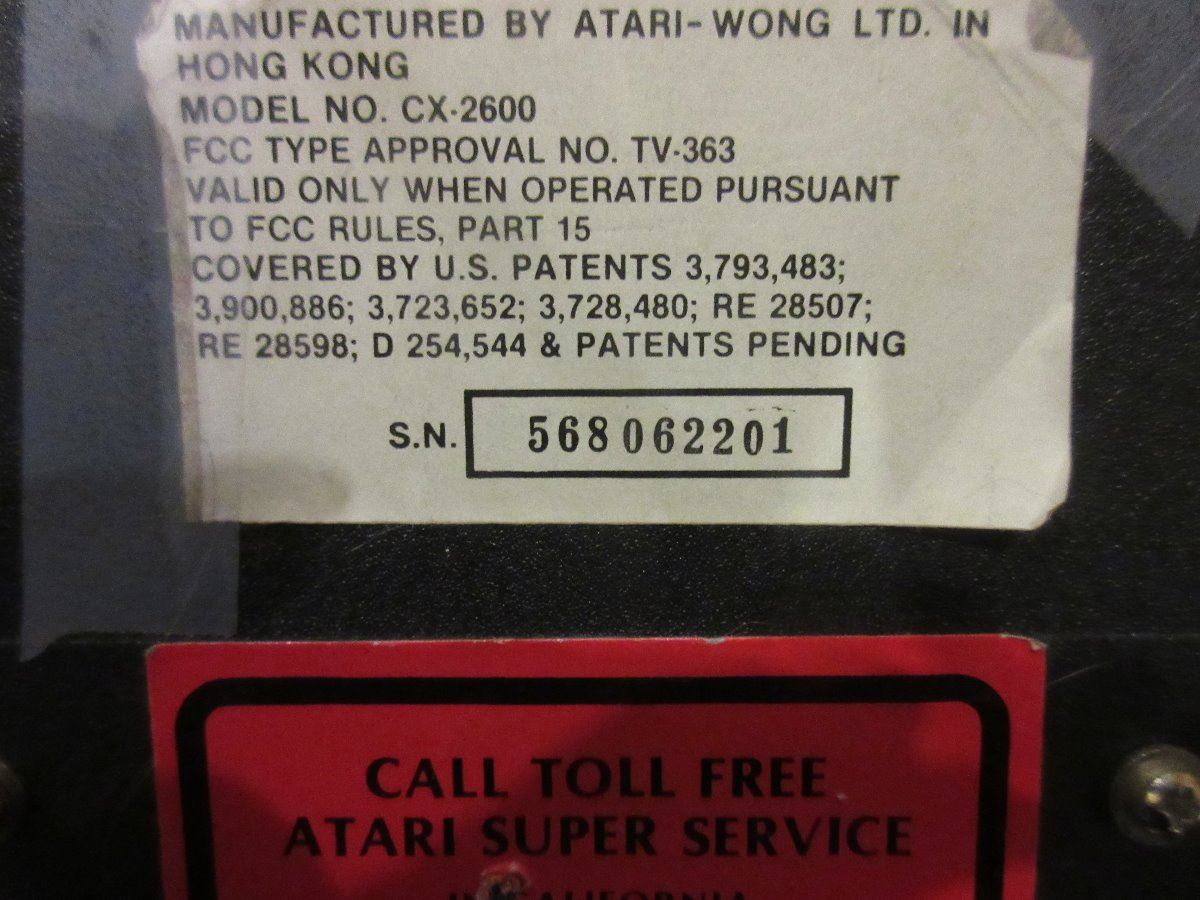 MANUFACTURED BY ATARI-WONG LTD. IN
HONG KONG
MODEL NO. CX-2600
FCC TYPE APPROVAL NO. TV-363
VALID ONLY WHEN OPERATED PURSUANT
TO FCC RULES, PART 15
COVERED BY U.S. PATENTS 3,793,483;
3,900,886; 3,723,652; 3,728,480; RE 28507;
RE 28598; D 254,544 & PATENTS PENDING
S.N. 568062201
CALL TOLL FREE
ATARI SUPER SERVICE
IN CALIFORNIA